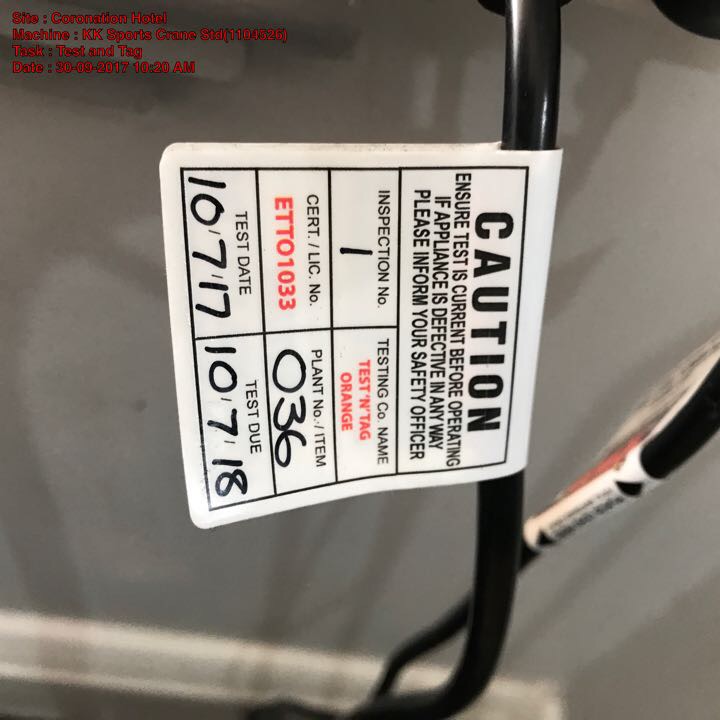 Site : Coronation Hotel
Machine : KK Sports Crane Std(1104526)
Task : Test and Tag
Date : 30-09-2017 10:20 AM
CAUTION
ENSURE TEST IS CURRENT BEFORE OPERATING
IF APPLIANCE IS DEFECTIVE IN ANY WAY
PLEASE INFORM YOUR SAFETY OFFICER
INSPECTION No.
1
TESTING Co. NAME
TEST'N'TAG
ORANGE
CERT. / LIC. No.
ETTO1033
PLANT No. / ITEM
036
TEST DATE
10/7/17
TEST DUE
10/7/18